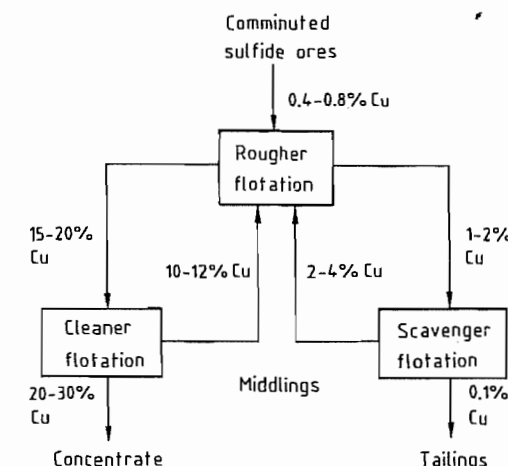 Comminuted
sulfide ores
0.4-0.8% Cu
Rougher
flotation
15-20%
Cu
1-2%
Cu
10-12% Cu
2-4% Cu
Cleaner
flotation
Scavenger
flotation
Middlings
20-30%
Cu
0.1%
Cu
Concentrate
Tailings